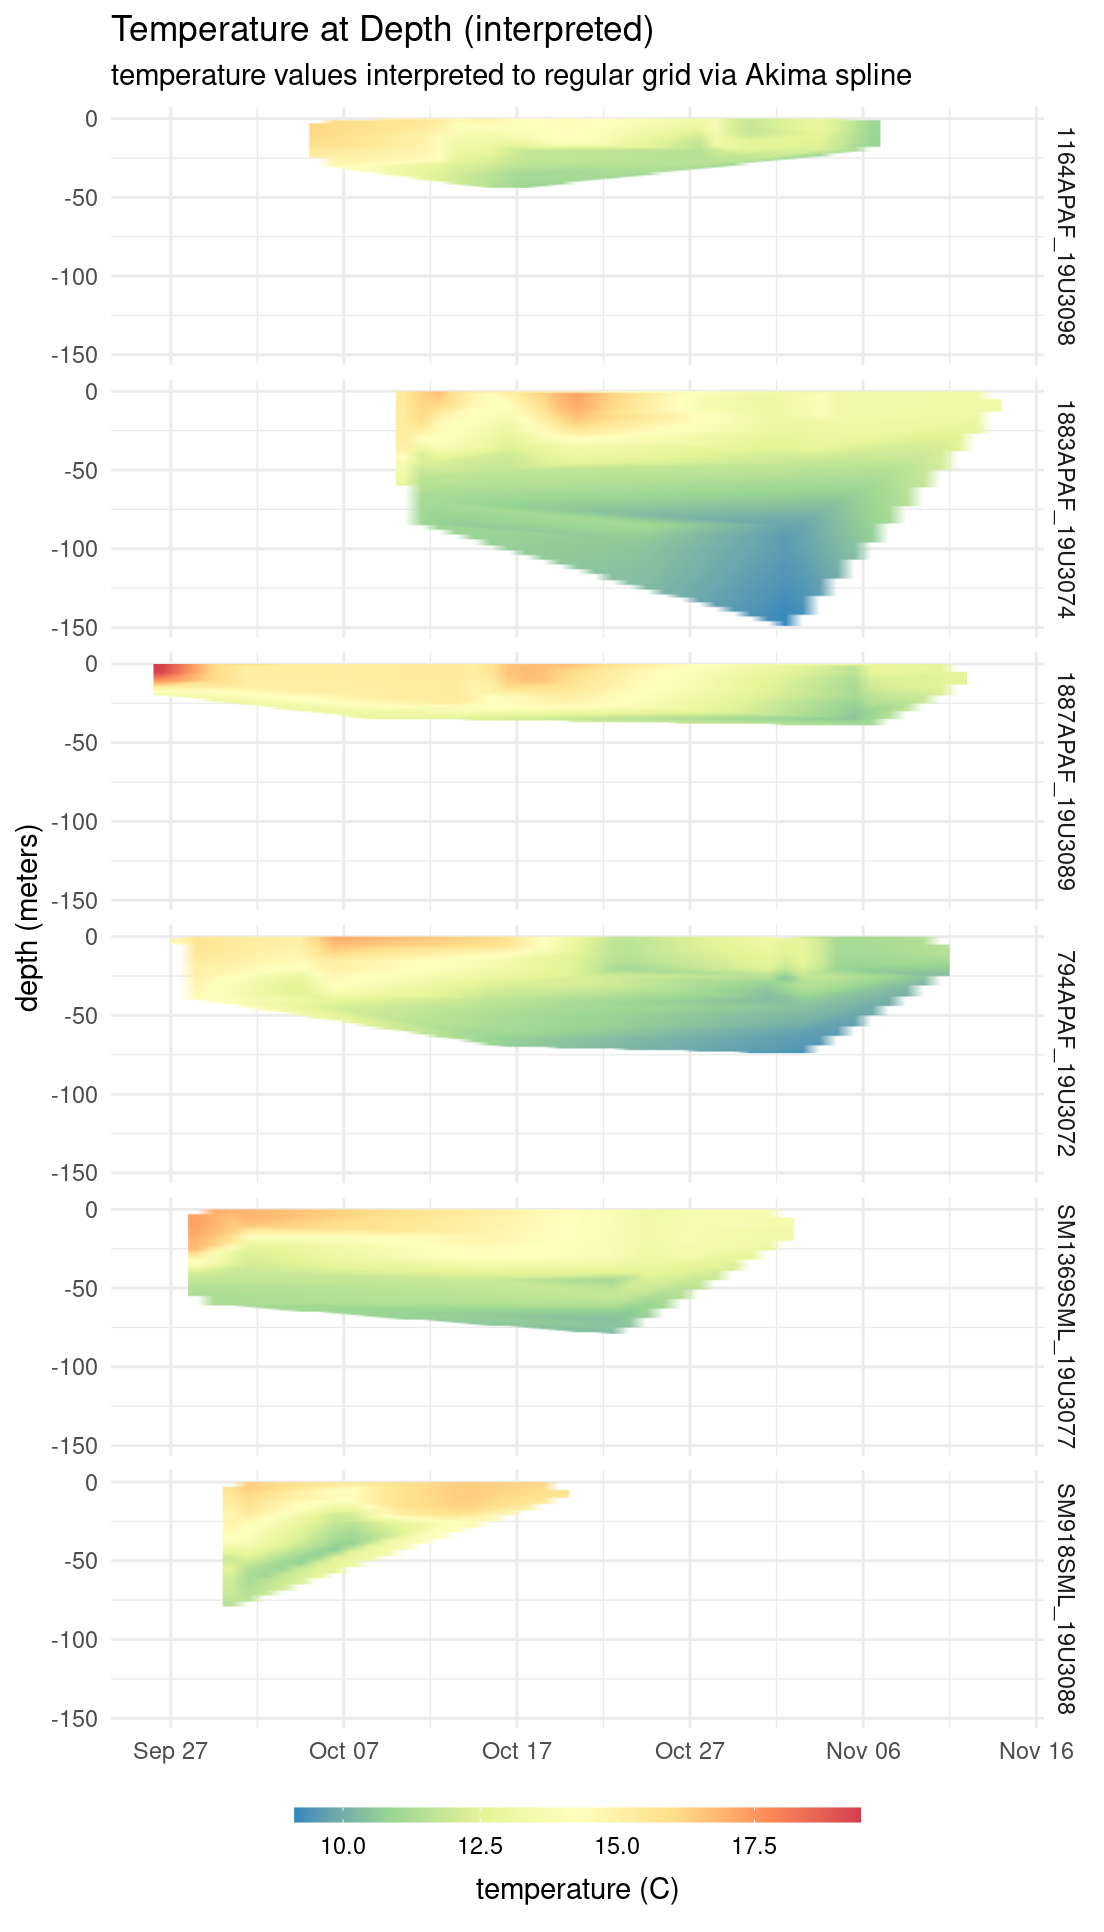 Temperature at Depth (interpreted)
temperature values interpreted to regular grid via Akima spline
depth (meters)
0
-50
-100
-150
1164APAF_19U3098
0
-50
-100
-150
1883APAF_19U3074
0
-50
-100
-150
1887APAF_19U3089
0
-50
-100
-150
794APAF_19U3072
0
-50
-100
-150
SM1369SML_19U3077
0
-50
-100
-150
SM918SML_19U3088
Sep 27 Oct 07 Oct 17 Oct 27 Nov 06 Nov 16
10.0 12.5 15.0 17.5
temperature (C)